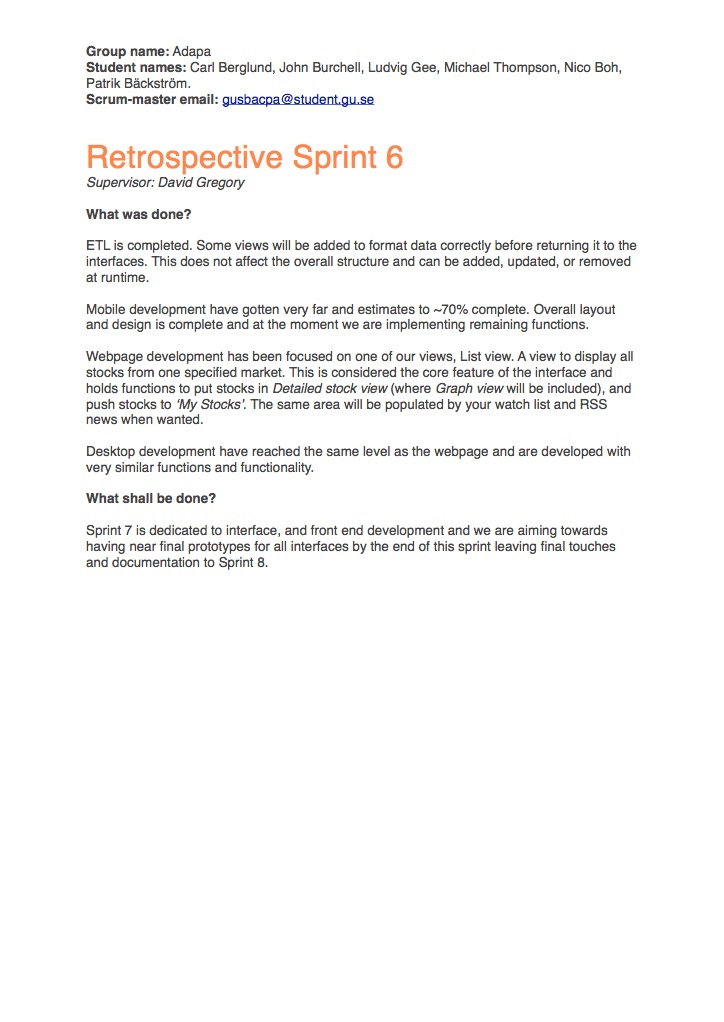 Group name: Adapa
Student names: Carl Berglund, John Burchell, Ludvig Gee, Michael Thompson, Nico Boh,
Patrik Bäckström.
Scrum-master email: gusbacpa@student.gu.se
Retrospective Sprint 6
Supervisor: David Gregory
What was done?
ETL is completed. Some views will be added to format data correctly before returning it to the
interfaces. This does not affect the overall structure and can be added, updated, or removed
at runtime.
Mobile development have gotten very far and estimates to ~70% complete. Overall layout
and design is complete and at the moment we are implementing remaining functions.
Webpage development has been focused on one of our views, List view. A view to display all
stocks from one specified market. This is considered the core feature of the interface and
holds functions to put stocks in Detailed stock view (where Graph view will be included), and
push stocks to ‘My Stocks’. The same area will be populated by your watch list and RSS
news when wanted.
Desktop development have reached the same level as the webpage and are developed with
very similar functions and functionality.
What shall be done?
Sprint 7 is dedicated to interface, and front end development and we are aiming towards
having near final prototypes for all interfaces by the end of this sprint leaving final touches
and documentation to Sprint 8.